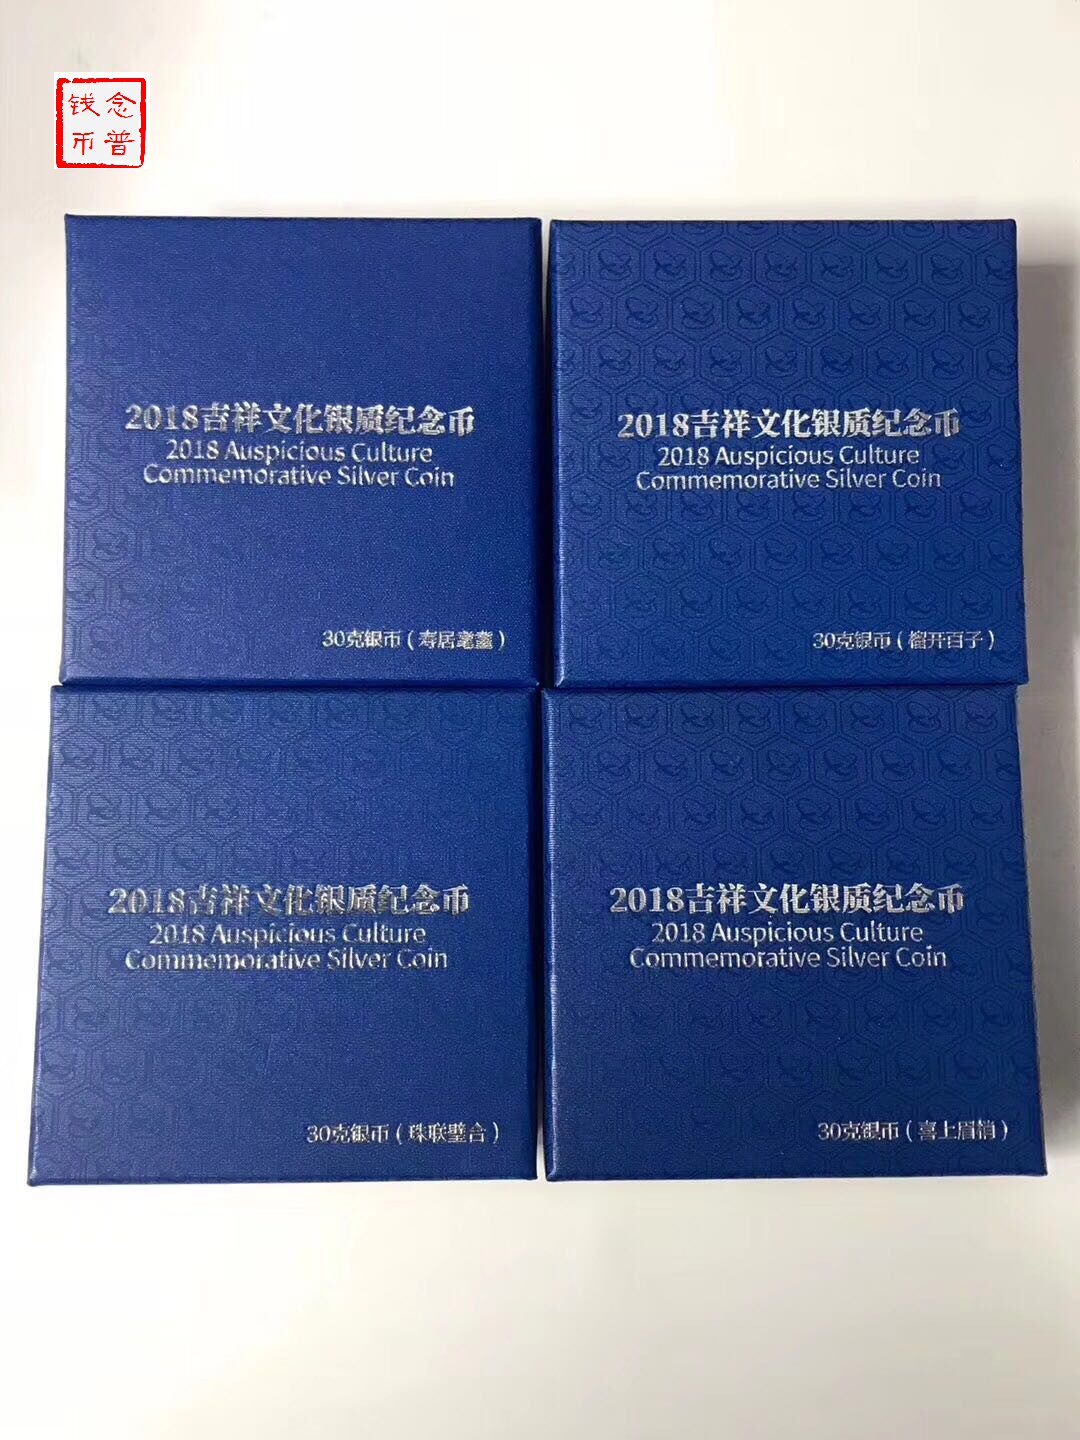 钱念
币普
2018吉祥文化银质纪念币
2018 Auspicious Culture
Commemorative Silver Coin
30克银币（寿居耄耋）
2018吉祥文化银质纪念币
2018 Auspicious Culture
Commemorative Silver Coin
30克银币（榴开百子）
2018吉祥文化银质纪念币
2018 Auspicious Culture
Commemorative Silver Coin
30克银币（珠联璧合）
2018吉祥文化银质纪念币
2018 Auspicious Culture
Commemorative Silver Coin
30克银币（喜上眉梢）